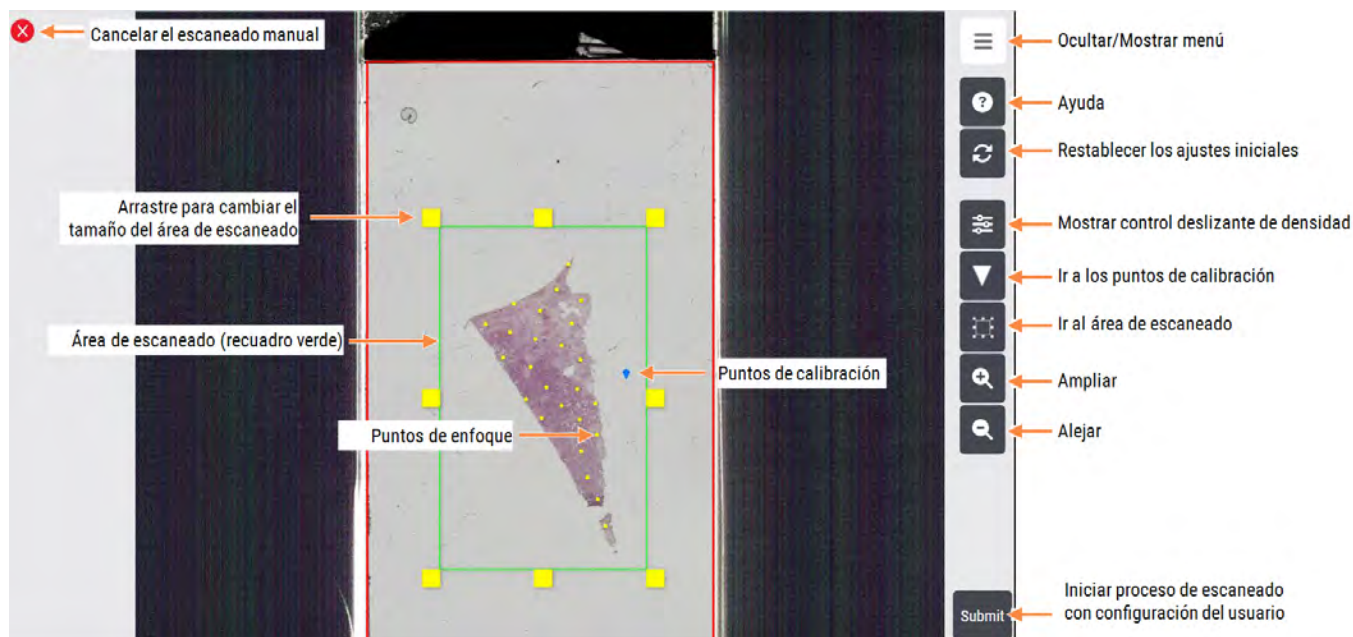 Cancelar el escaneado manual
Ocultar/Mostrar menú
Ayuda
Restablecer los ajustes iniciales
Arrastre para cambiar el
tamaño del área de escaneado
Mostrar control deslizante de densidad
Ir a los puntos de calibración
Ir al área de escaneado
Área de escaneado (recuadro verde)
Puntos de calibración
Ampliar
Puntos de enfoque
Alejar
Submit
Iniciar proceso de escaneado
con configuración del usuario